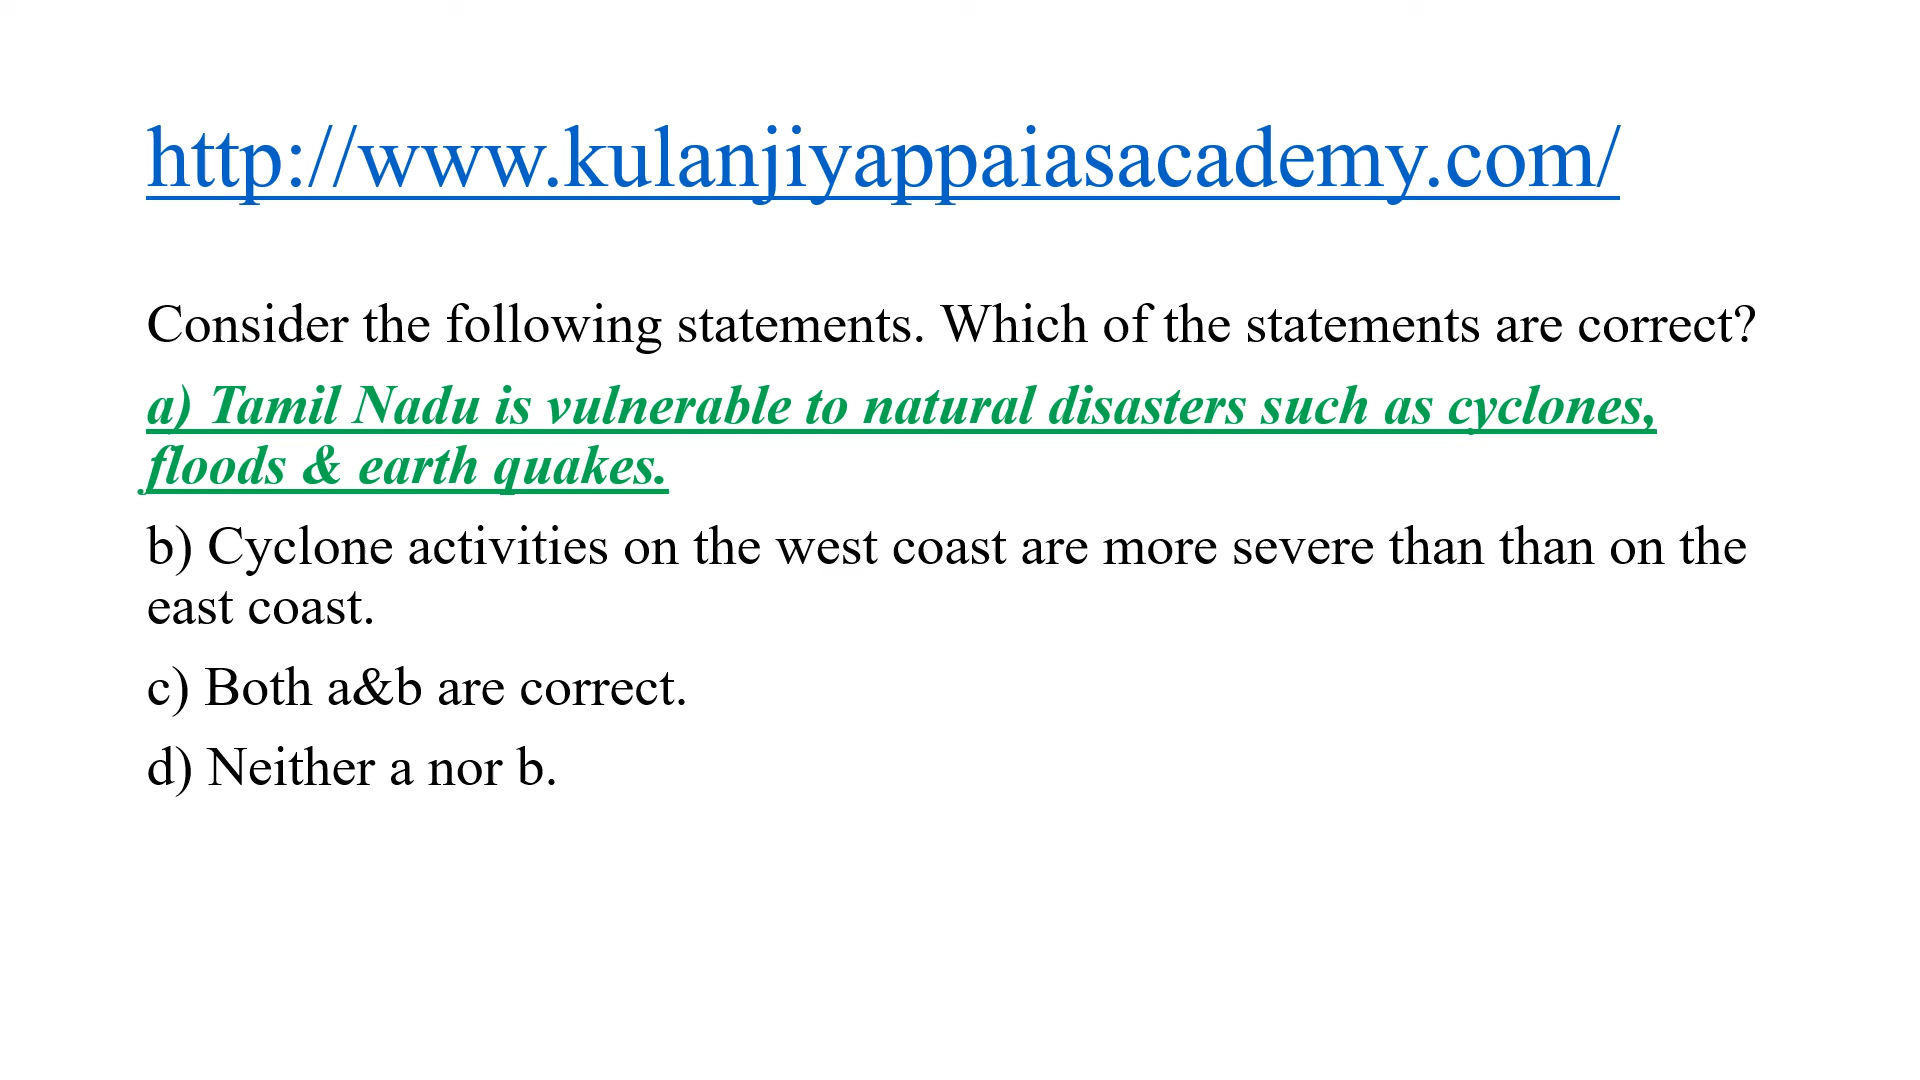 http://www.kulanjiyappaiasacademy.com/
Consider the following statements. Which of the statements are correct?
a) Tamil Nadu is vulnerable to natural disasters such as cyclones,
floods & earth quakes.
b) Cyclone activities on the west coast are more severe than than on the
east coast.
c) Both a&b are correct.
d) Neither a nor b.